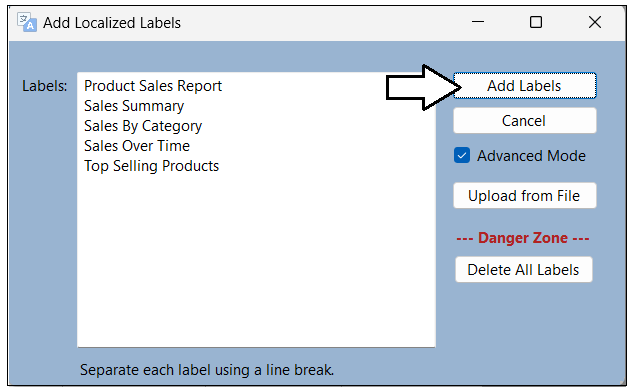 Add Localized Labels
Labels:
Product Sales Report
Sales Summary
Sales By Category
Sales Over Time
Top Selling Products
Add Labels
Cancel
Advanced Mode
Upload from File
--- Danger Zone ---
Delete All Labels
Separate each label using a line break.